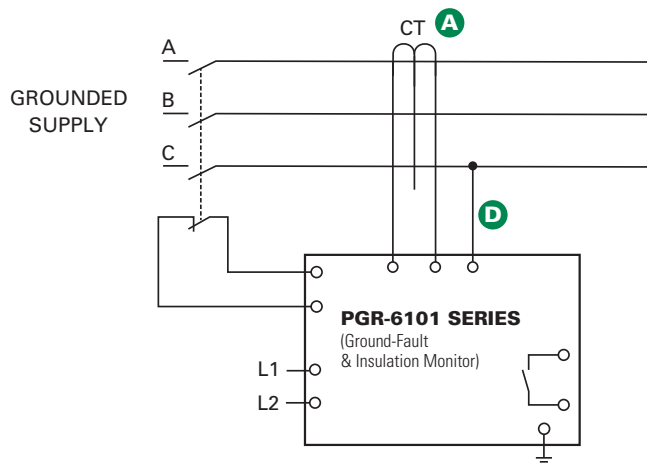 CT A
A
GROUNDED
SUPPLY
B
C
D
PGR-6101 SERIES
(Ground-Fault
& Insulation Monitor)
L1
L2